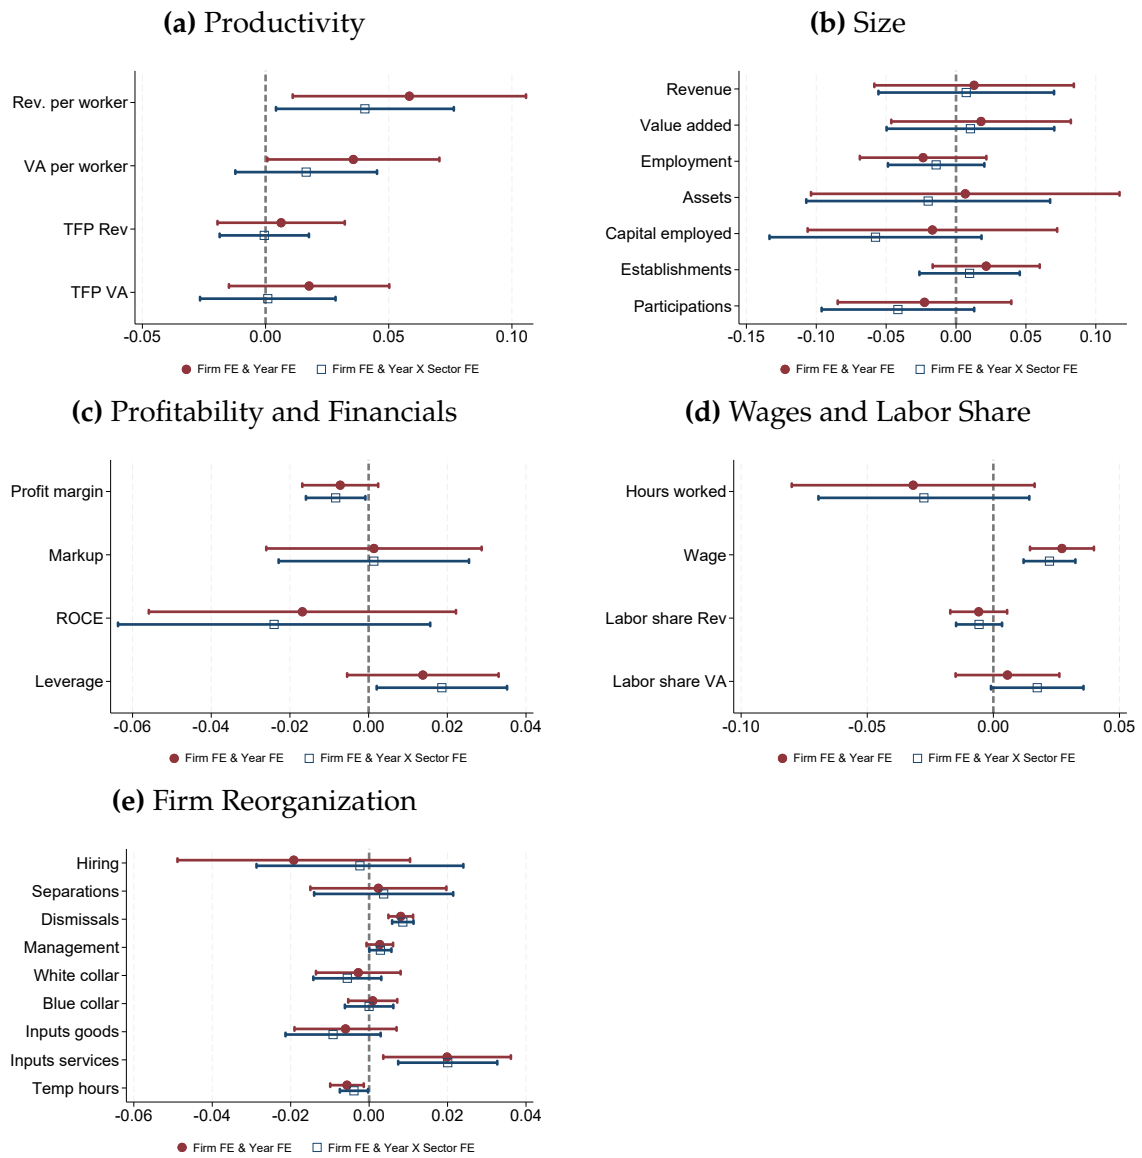 (a) Productivity
Rev. per worker
VA per worker
TFP Rev
TFP VA
-0.05 0.00 0.05 0.10
Firm FE & Year FE Firm FE & Year X Sector FE
(b) Size
Revenue
Value added
Employment
Assets
Capital employed
Establishments
Participations
-0.15 -0.10 -0.05 0.00 0.05 0.10
Firm FE & Year FE Firm FE & Year X Sector FE
(c) Profitability and Financials
Profit margin
Markup
ROCE
Leverage
-0.06 -0.04 -0.02 0.00 0.02 0.04
Firm FE & Year FE Firm FE & Year X Sector FE
(d) Wages and Labor Share
Hours worked
Wage
Labor share Rev
Labor share VA
-0.10 -0.05 0.00 0.05
Firm FE & Year FE Firm FE & Year X Sector FE
(e) Firm Reorganization
Hiring
Separations
Dismissals
Management
White collar
Blue collar
Inputs goods
Inputs services
Temp hours
-0.06 -0.04 -0.02 0.00 0.02 0.04
Firm FE & Year FE Firm FE & Year X Sector FE